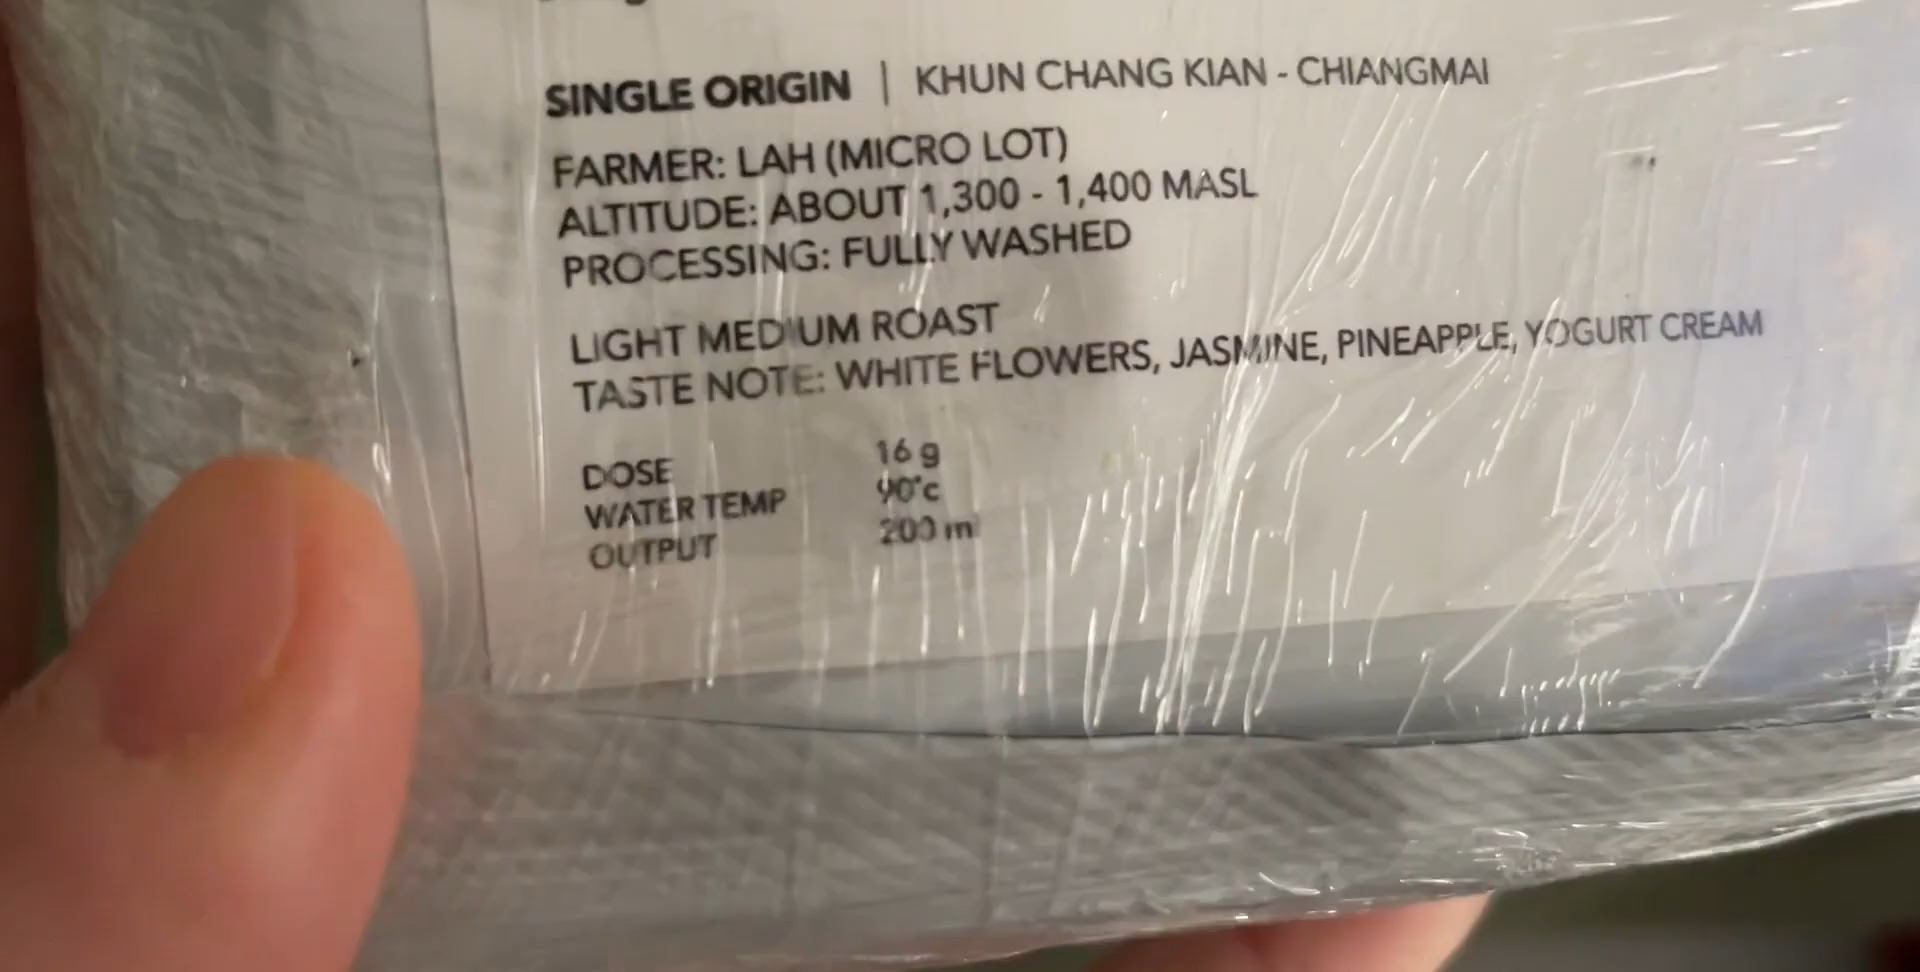 SINGLE ORIGIN | KHUN CHANG KIAN - CHIANGMAI
FARMER: LAH (MICRO LOT)
ALTITUDE: ABOUT 1,300 - 1,400 MASL
PROCESSING: FULLY WASHED
LIGHT MEDIUM ROAST
TASTE NOTE: WHITE FLOWERS, JASMINE, PINEAPPLE, YOGURT CREAM
DOSE 16 g
WATER TEMP 90°c
OUTPUT 200 ml